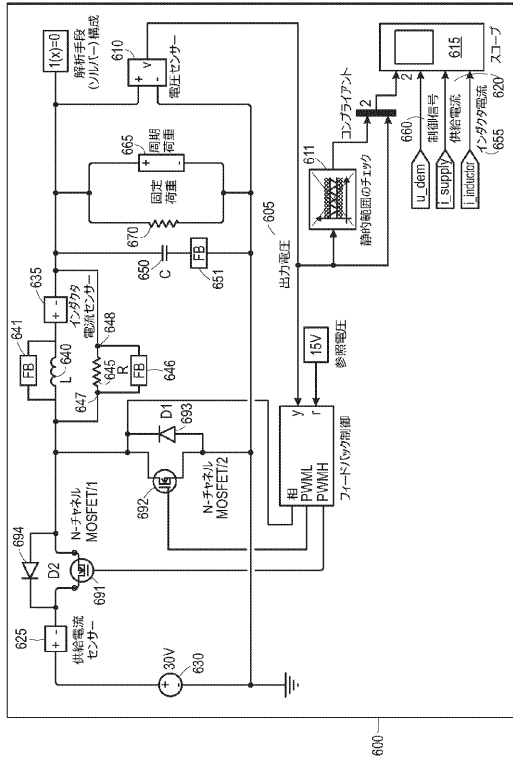 625
+ -
供給電流
センサー
694
D2
691
N-チャネル
MOSFET/1
641
FB
640
L
635
+ -
インダクタ
電流センサー
647
645
648
R
FB
646
1(x)=0
解析手段
(ソルバー) 構成
30V
+
-
630
692
D1
693
N-チャネル
MOSFET/2
670
固定
荷重
665
+
-
周期
荷重
650
C
FB
651
610
+
v
-
電圧センサー
相
PWML
PWMH
y
r
フィードバック制御
15V
参照電圧
出力電圧
605
611
静的範囲のチェック
コンプライアント
2
2
615
スコープ
660
u_dem
制御信号
i_supply
供給電流
620
i_inductor
インダクタ電流
655
600